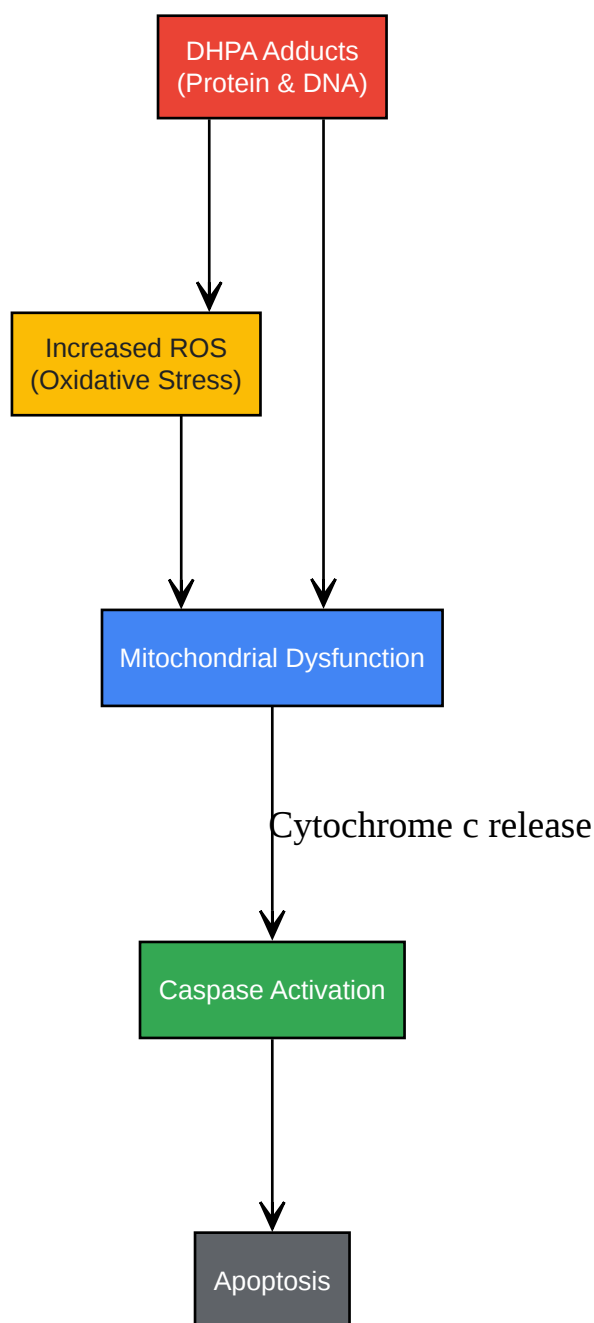 DHPA Adducts
(Protein & DNA)
Increased ROS
(Oxidative Stress)
Mitochondrial Dysfunction
Cytochrome c release
Caspase Activation
Apoptosis